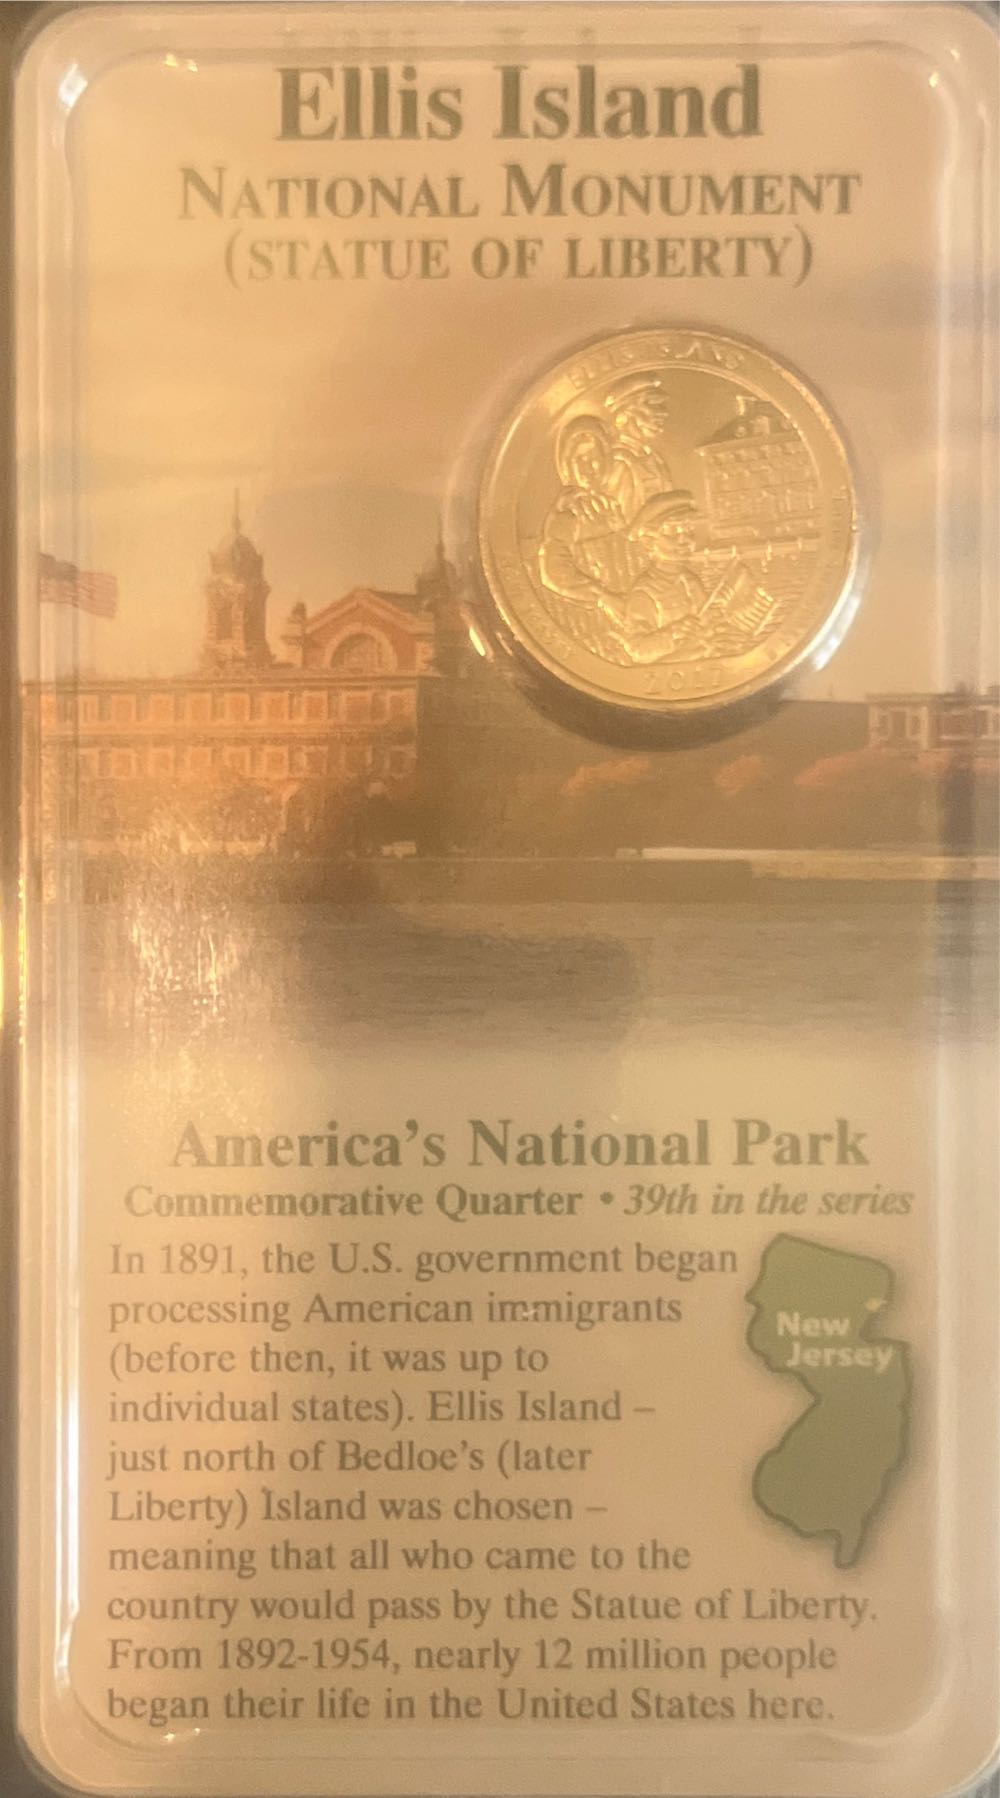 Ellis Island
NATIONAL MONUMENT
(STATUE OF LIBERTY)
ELLIS ISLAND
2017
America's National Park
Commemorative Quarter • 39th in the series
In 1891, the U.S. government began
processing American immigrants
(before then, it was up to
individual states). Ellis Island –
just north of Bedloe's (later
Liberty) Island was chosen –
meaning that all who came to the
country would pass by the Statue of Liberty.
From 1892-1954, nearly 12 million people
began their life in the United States here.
New
Jersey